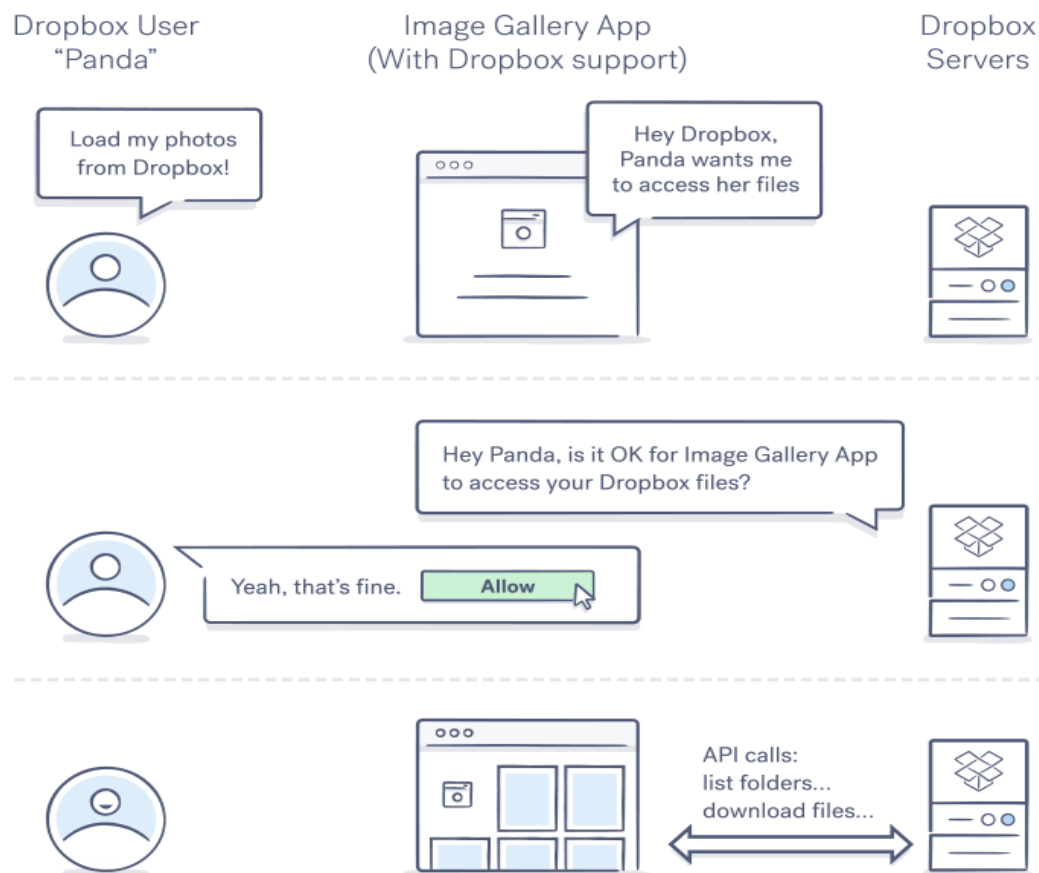 Dropbox User
“Panda”
Image Gallery App
(With Dropbox support)
Dropbox
Servers
Load my photos
from Dropbox!
Hey Dropbox,
Panda wants me
to access her files
Hey Panda, is it OK for Image Gallery App
to access your Dropbox files?
Yeah, that’s fine.
Allow
API calls:
list folders...
download files...